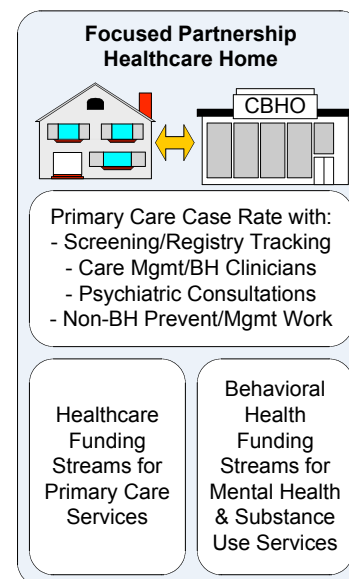 Focused Partnership
Healthcare Home
CBHO
Primary Care Case Rate with:
- Screening/Registry Tracking
- Care Mgmt/BH Clinicians
- Psychiatric Consultations
- Non-BH Prevent/Mgmt Work
Healthcare
Funding
Streams for
Primary Care
Services
Behavioral
Health
Funding
Streams for
Mental Health
& Substance
Use Services